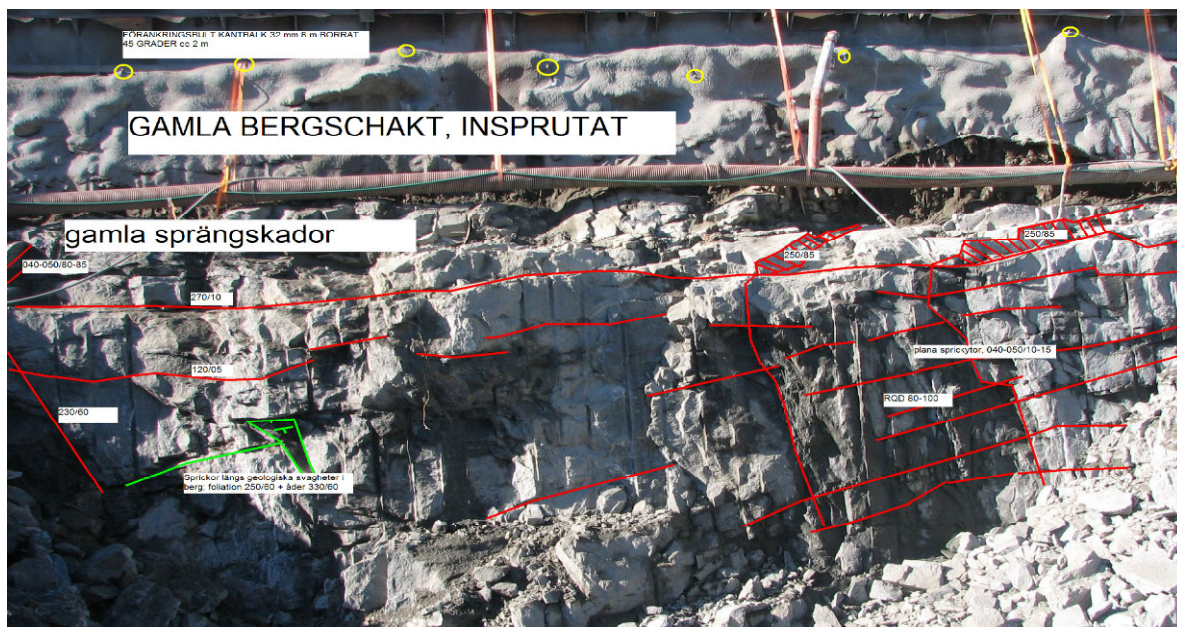 FÖRANKRINGSBULT KANTBALK 32 mm 8 m BORRAT
45 GRADER cc 2 m
GAMLA BERGSCHAKT, INSPRUTAT
gamla sprängskador
250/85
250/85
040-050/80-85
270/10
plana sprickytor, 040-050/10-15
120/05
RQD 80-100
230/60
Sprickor längs geologiska svagheter i
berg: foliation 250/60 + åder 330/60